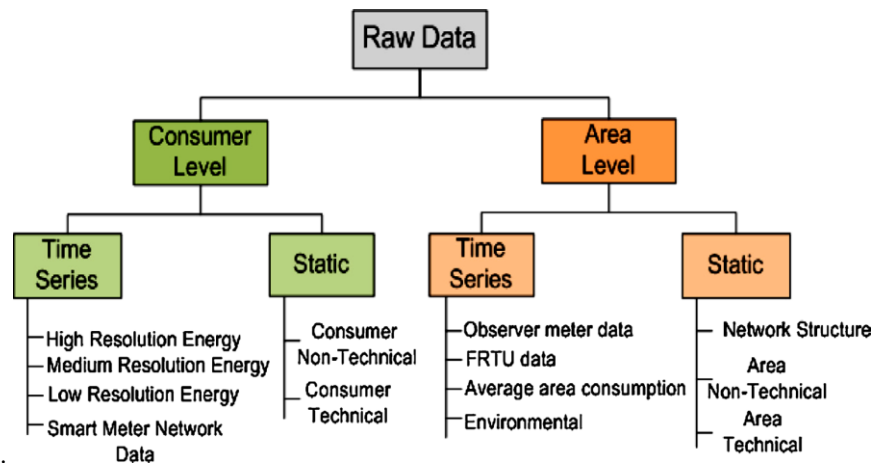 Raw Data
Consumer
Level
Area
Level
Time
Series
Static
Time
Series
Static
High Resolution Energy
Medium Resolution Energy
Low Resolution Energy
Smart Meter Network
Data
Consumer
Non-Technical
Consumer
Technical
Observer meter data
FRTU data
Average area consumption
Environmental
Network Structure
Area
Non-Technical
Area
Technical
.